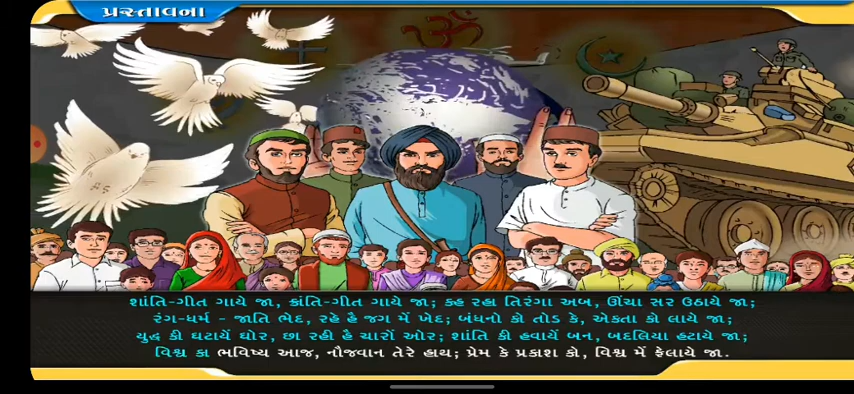 પ્રસ્તાવના
શાંતિ-ગીત ગાયે જા, ક્રાંતિ-ગીત ગાયે જા; કહ રહા તિરંગા અબ, ઊંચા સર ઉઠાયે જા;
રંગ-ધર્મ - જાતિ ભેદ, રહે હૈ જગ મેં ખેદ; બંધનો કો તોડ કે, એકતા કો લાયે જા;
યુદ્ધ કી ઘટાયેં ઘોર, છા રહી હૈ ચારોં ઓર; શાંતિ કી હવાયેં બન, બદલિયા હટાયે જા;
વિશ્વ કા ભવિષ્ય આજ, નૌજવાન તેરે હાથ; પ્રેમ કે પ્રકાશ કો, વિશ્વ મેં ફેલાયે જા.